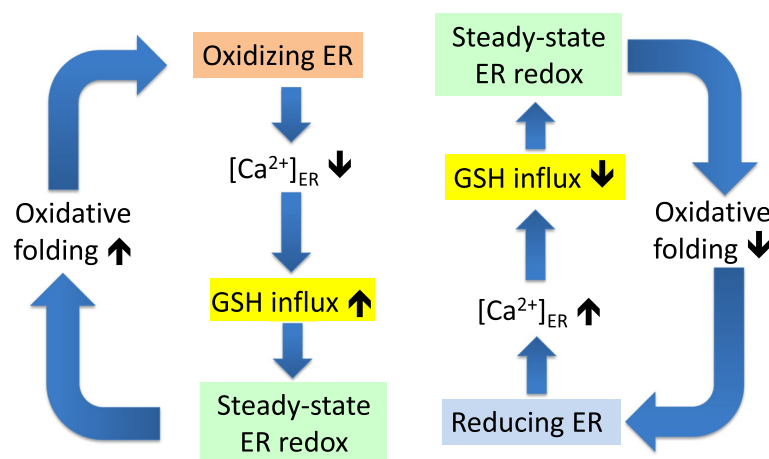 Oxidizing ER
[Ca²⁺]ER 🡳
GSH influx 🡱
Steady-state
ER redox
Oxidative
folding 🡱
Steady-state
ER redox
GSH influx 🡳
[Ca²⁺]ER 🡱
Reducing ER
Oxidative
folding 🡳